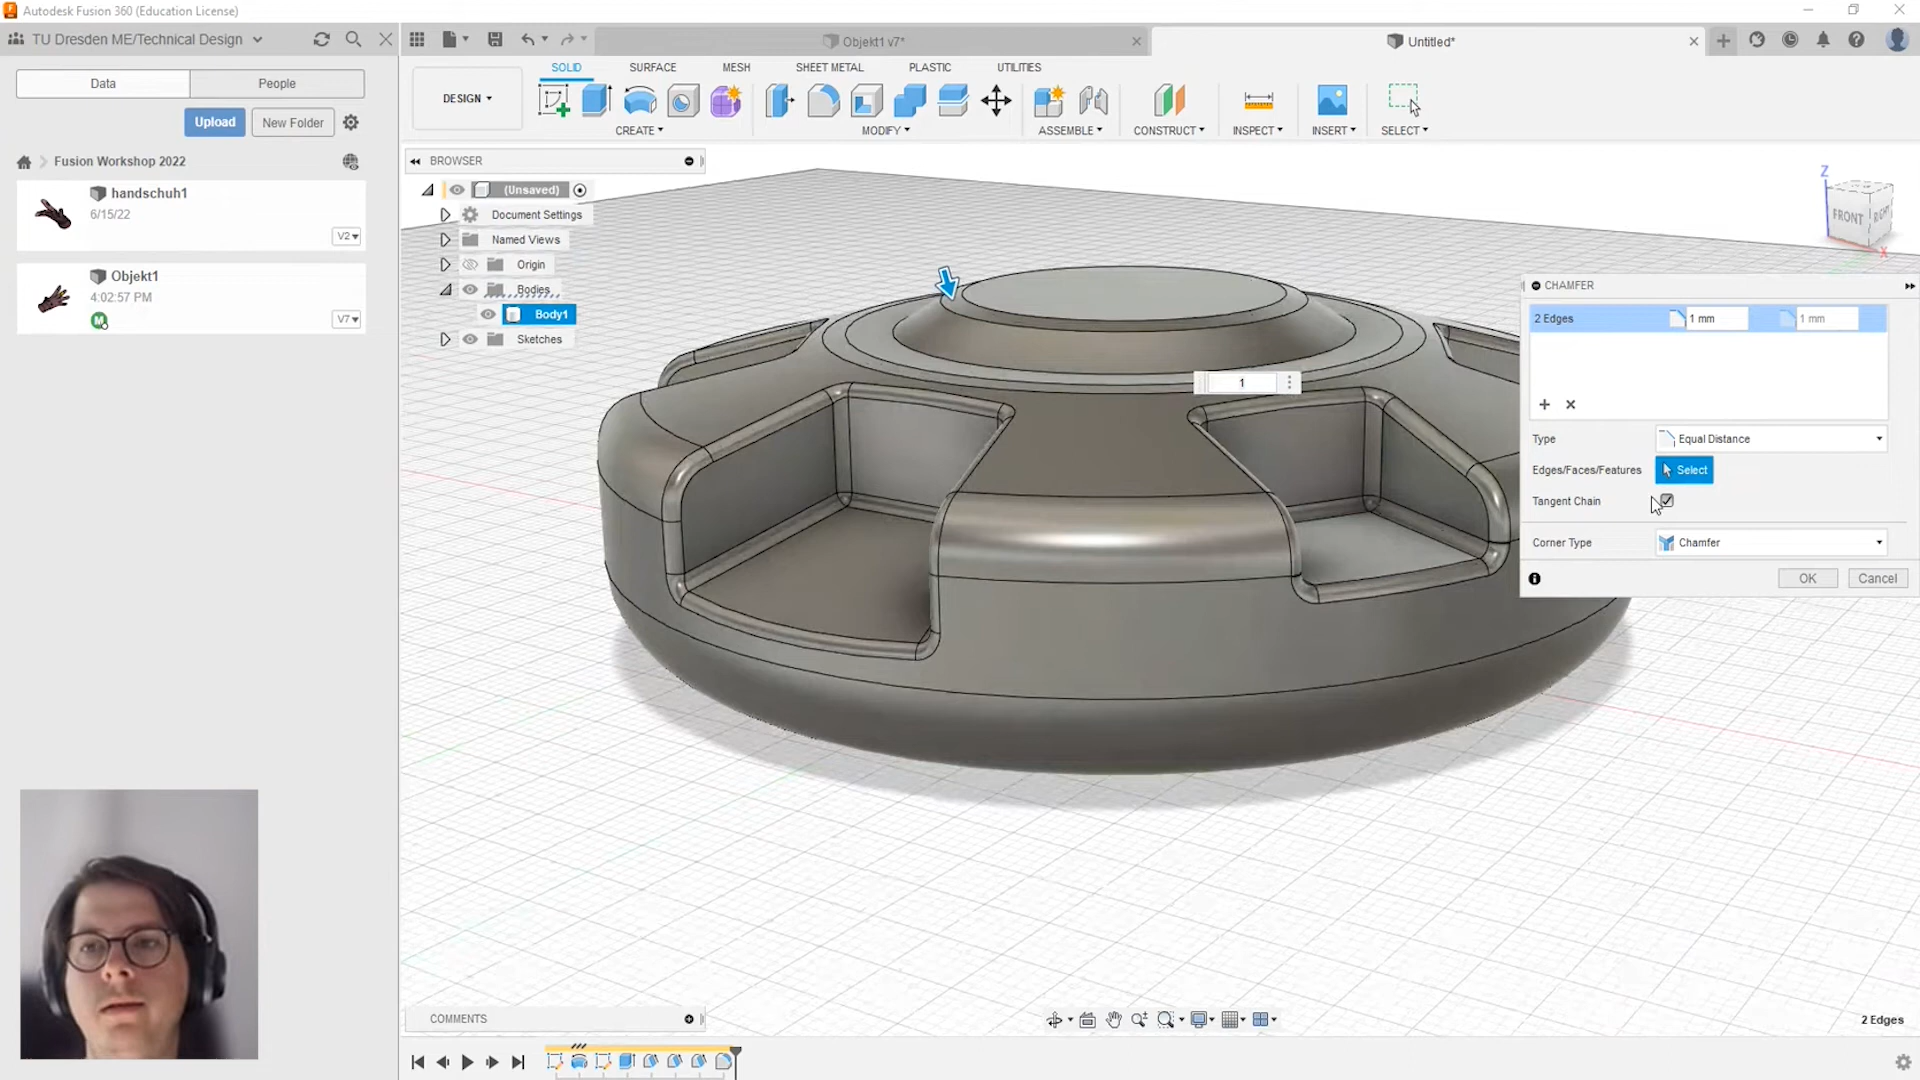 Autodesk Fusion 360 (Education License)
TU Dresden ME/Technical Design
Objekt1 v7*
Untitled*
Data
People
Upload
New Folder
Fusion Workshop 2022
handschuh1
6/15/22
V2
Objekt1
4:02:57 PM
M
V7
DESIGN
SOLID
SURFACE
MESH
SHEET METAL
PLASTIC
UTILITIES
CREATE
MODIFY
ASSEMBLE
CONSTRUCT
INSPECT
INSERT
SELECT
BROWSER
(Unsaved)
Document Settings
Named Views
Origin
Bodies
Body1
Sketches
Z
FRONT
RIGHT
X
1
CHAMFER
2 Edges
1 mm
1 mm
Type
Equal Distance
Edges/Faces/Features
Select
Tangent Chain
Corner Type
Chamfer
OK
Cancel
COMMENTS
2 Edges